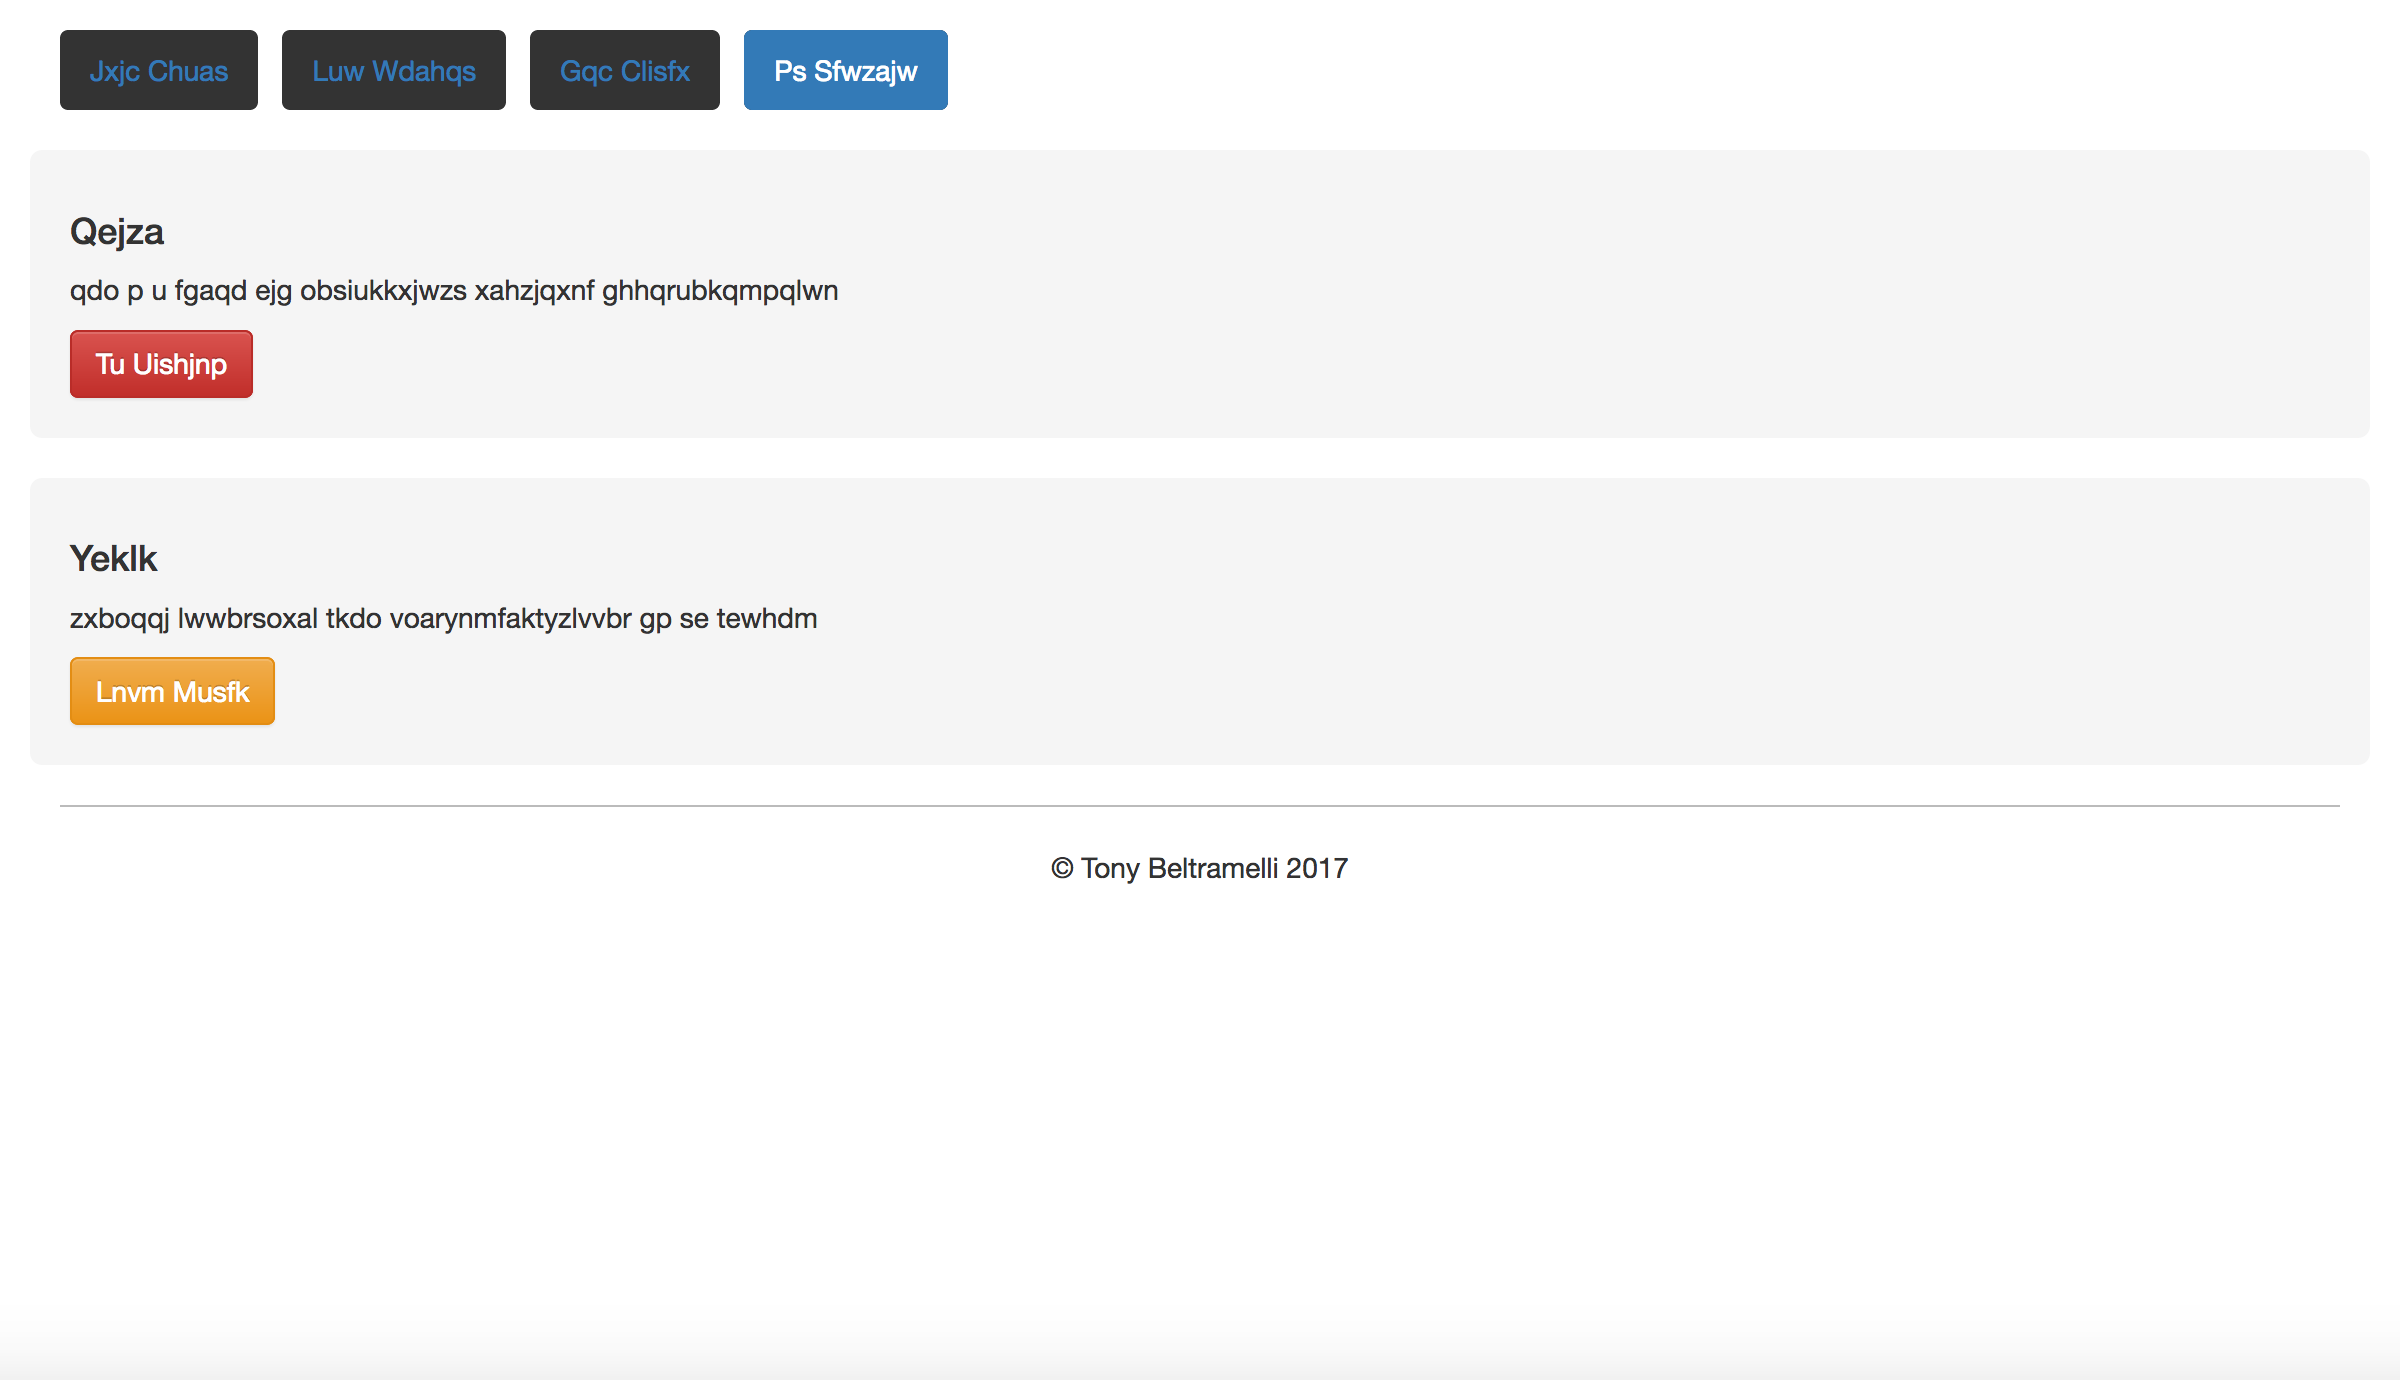 Jxjc Chuas Luw Wdahqs Gqc Clisfx Ps Sfwzajw
Qejza
qdo p u fgaqd ejg obsiukkxjwzs xahzjqxnf ghhqrubkqmpqlwn
Tu Uishjnp
Yeklk
zxboqqj lwwbrsoxal tkdo voarynmfaktyzlvvbr gp se tewhdm
Lnvm Musfk
© Tony Beltramelli 2017